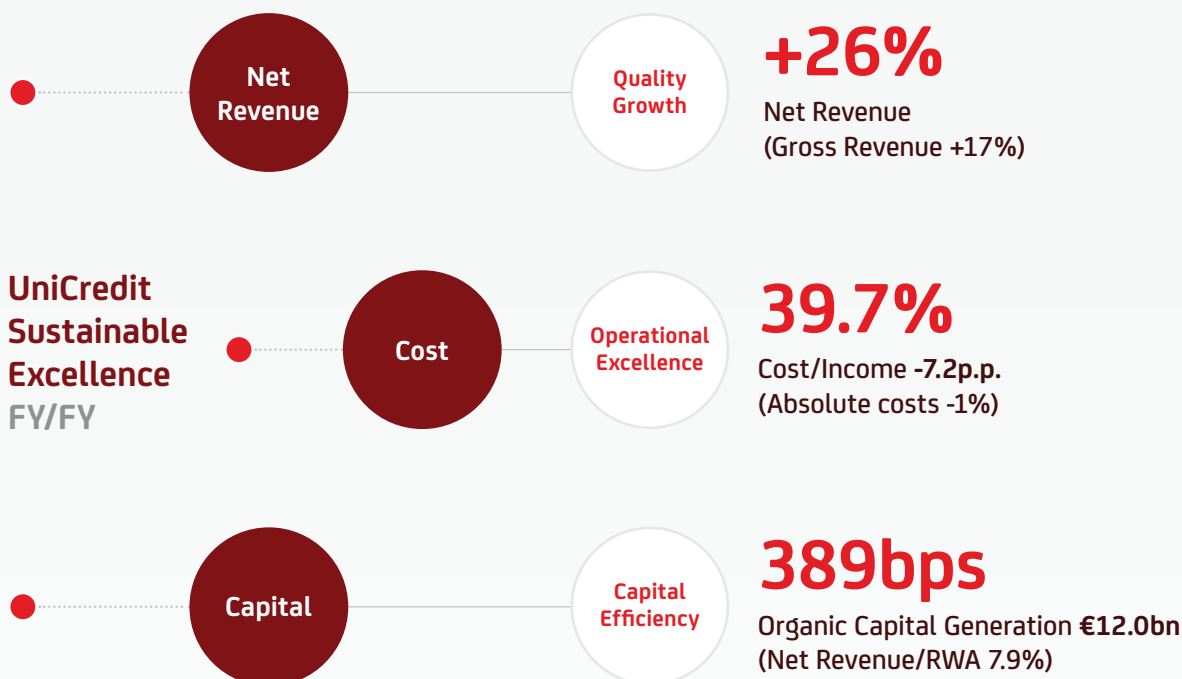 Net
Revenue
Quality
Growth
+26%
Net Revenue
(Gross Revenue +17%)
UniCredit
Sustainable
Excellence
FY/FY
Cost
Operational
Excellence
39.7%
Cost/Income -7.2p.p.
(Absolute costs -1%)
Capital
Capital
Efficiency
389bps
Organic Capital Generation €12.0bn
(Net Revenue/RWA 7.9%)